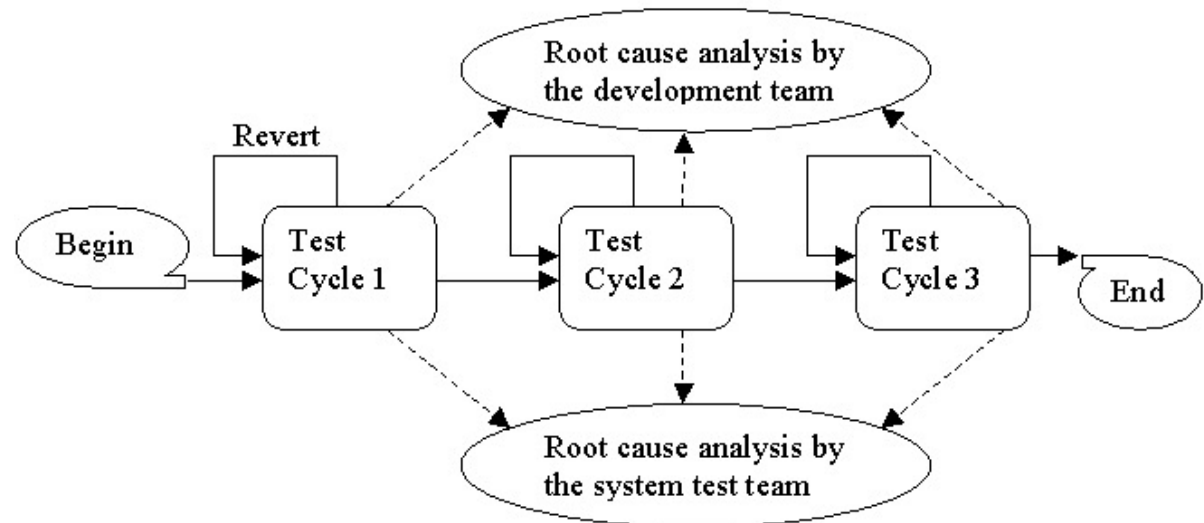 Root cause analysis by
the development team
Revert
Begin
Test
Cycle 1
Test
Cycle 2
Test
Cycle 3
End
Root cause analysis by
the system test team